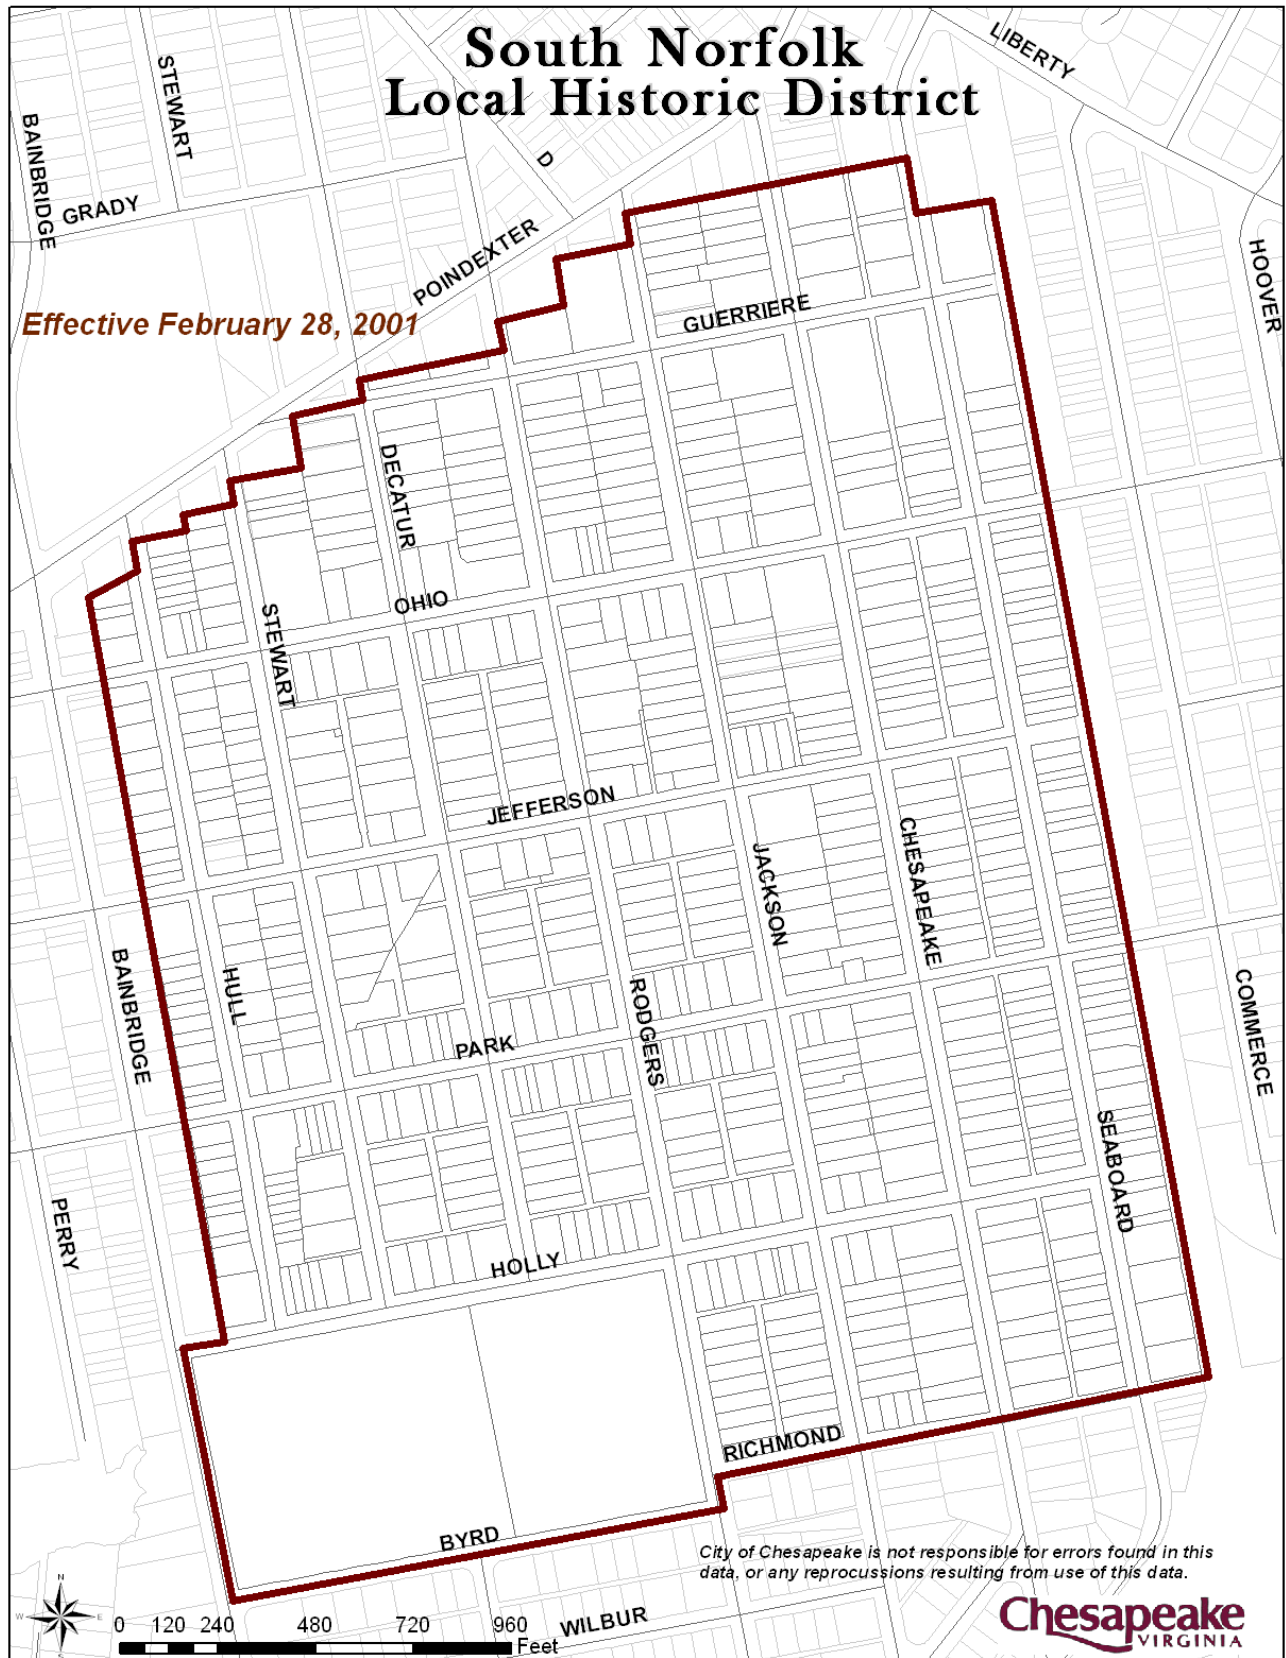 South Norfolk
Local Historic District
LIBERTY
STEWART
BAINBRIDGE
D
GRADY
POINDEXTER
HOOVER
Effective February 28, 2001
GUERRIERE
DECATUR
OHIO
STEWART
JEFFERSON
JACKSON
CHESAPEAKE
BAINBRIDGE
HULL
RODGERS
COMMERCE
PARK
SEABOARD
PERRY
HOLLY
RICHMOND
BYRD
City of Chesapeake is not responsible for errors found in this
data, or any reprocussions resulting from use of this data.
N
W
E
S
0 120 240 480 720 960
Feet
WILBUR
Chesapeake
VIRGINIA